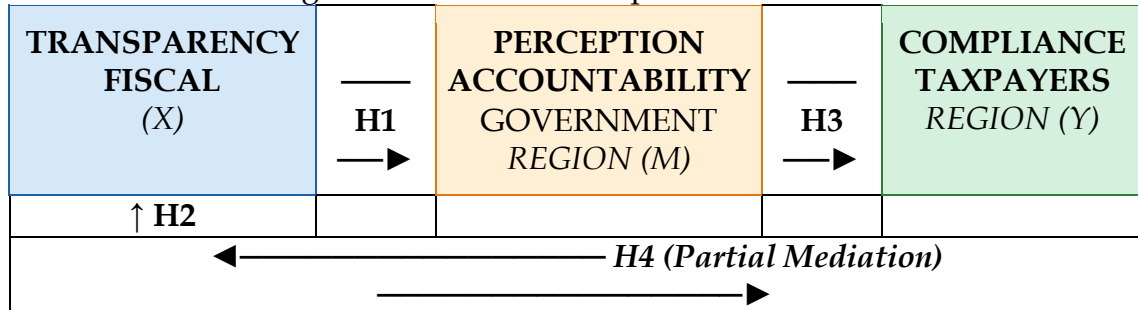 TRANSPARENCY
FISCAL
(X)
H1
PERCEPTION
ACCOUNTABILITY
GOVERNMENT
REGION (M)
H3
COMPLIANCE
TAXPAYERS
REGION (Y)
↑ H2
H4 (Partial Mediation)